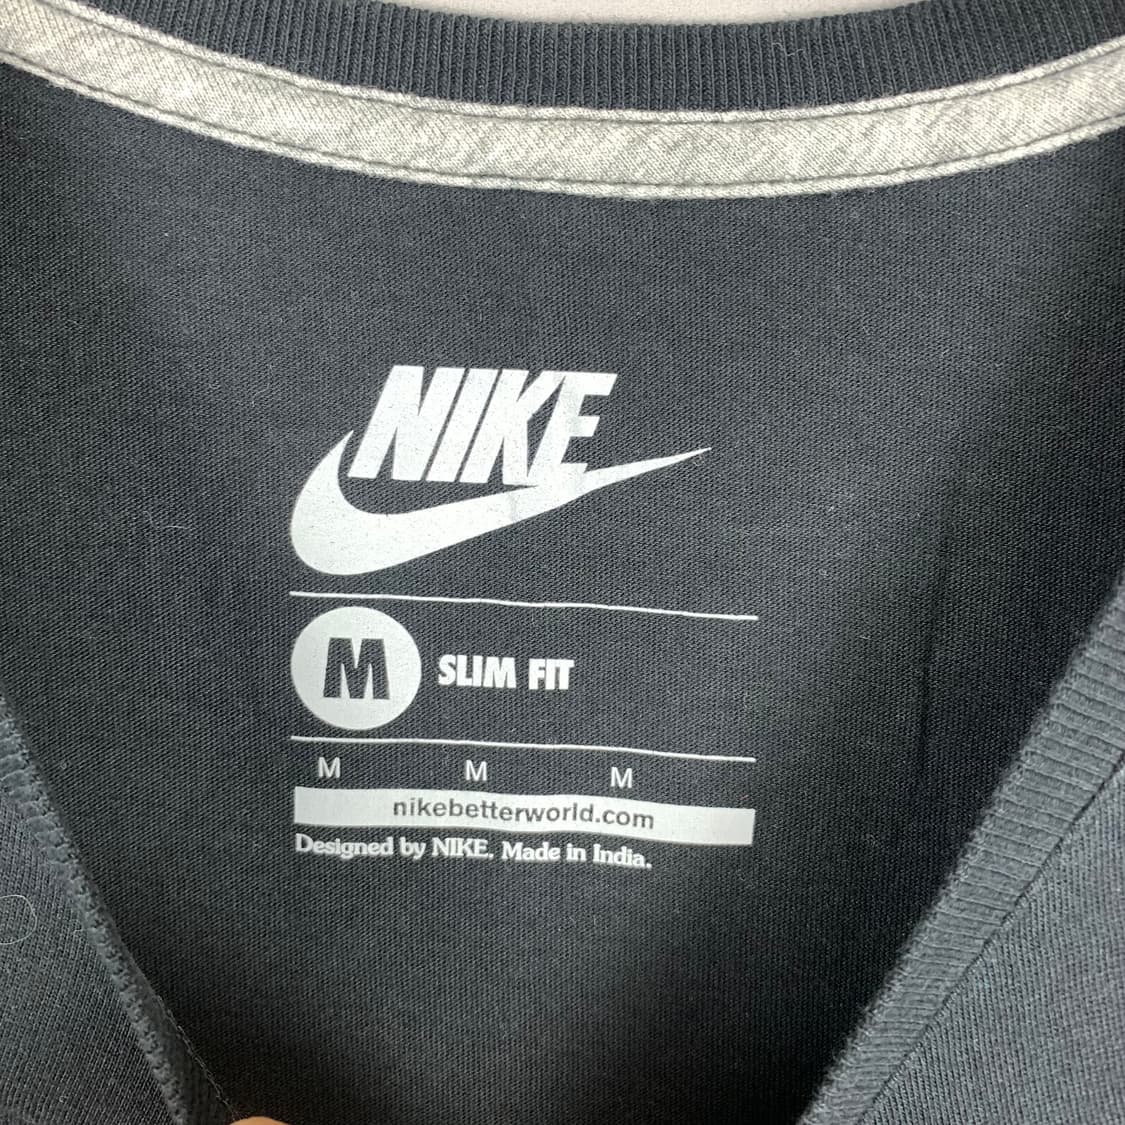 NIKE
M SLIM FIT
M M M
nikebetterworld.com
Designed by NIKE. Made in India.